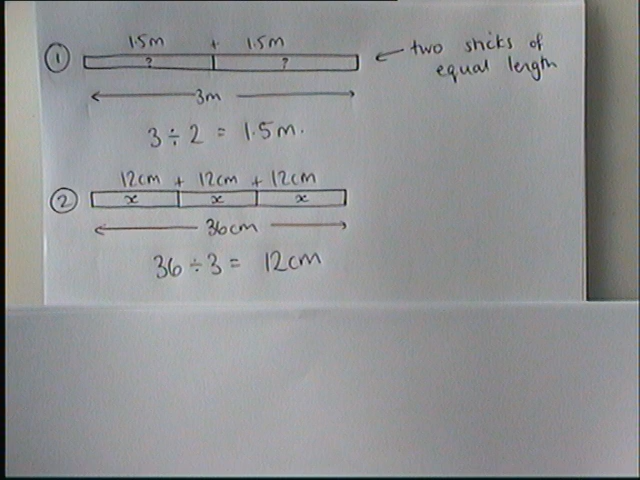 1.5m + 1.5m
① ? ? ← two sticks of
equal length
3m
3 ÷ 2 = 1.5m.
12cm + 12cm + 12cm
② x x x
36cm
36 ÷ 3 = 12cm